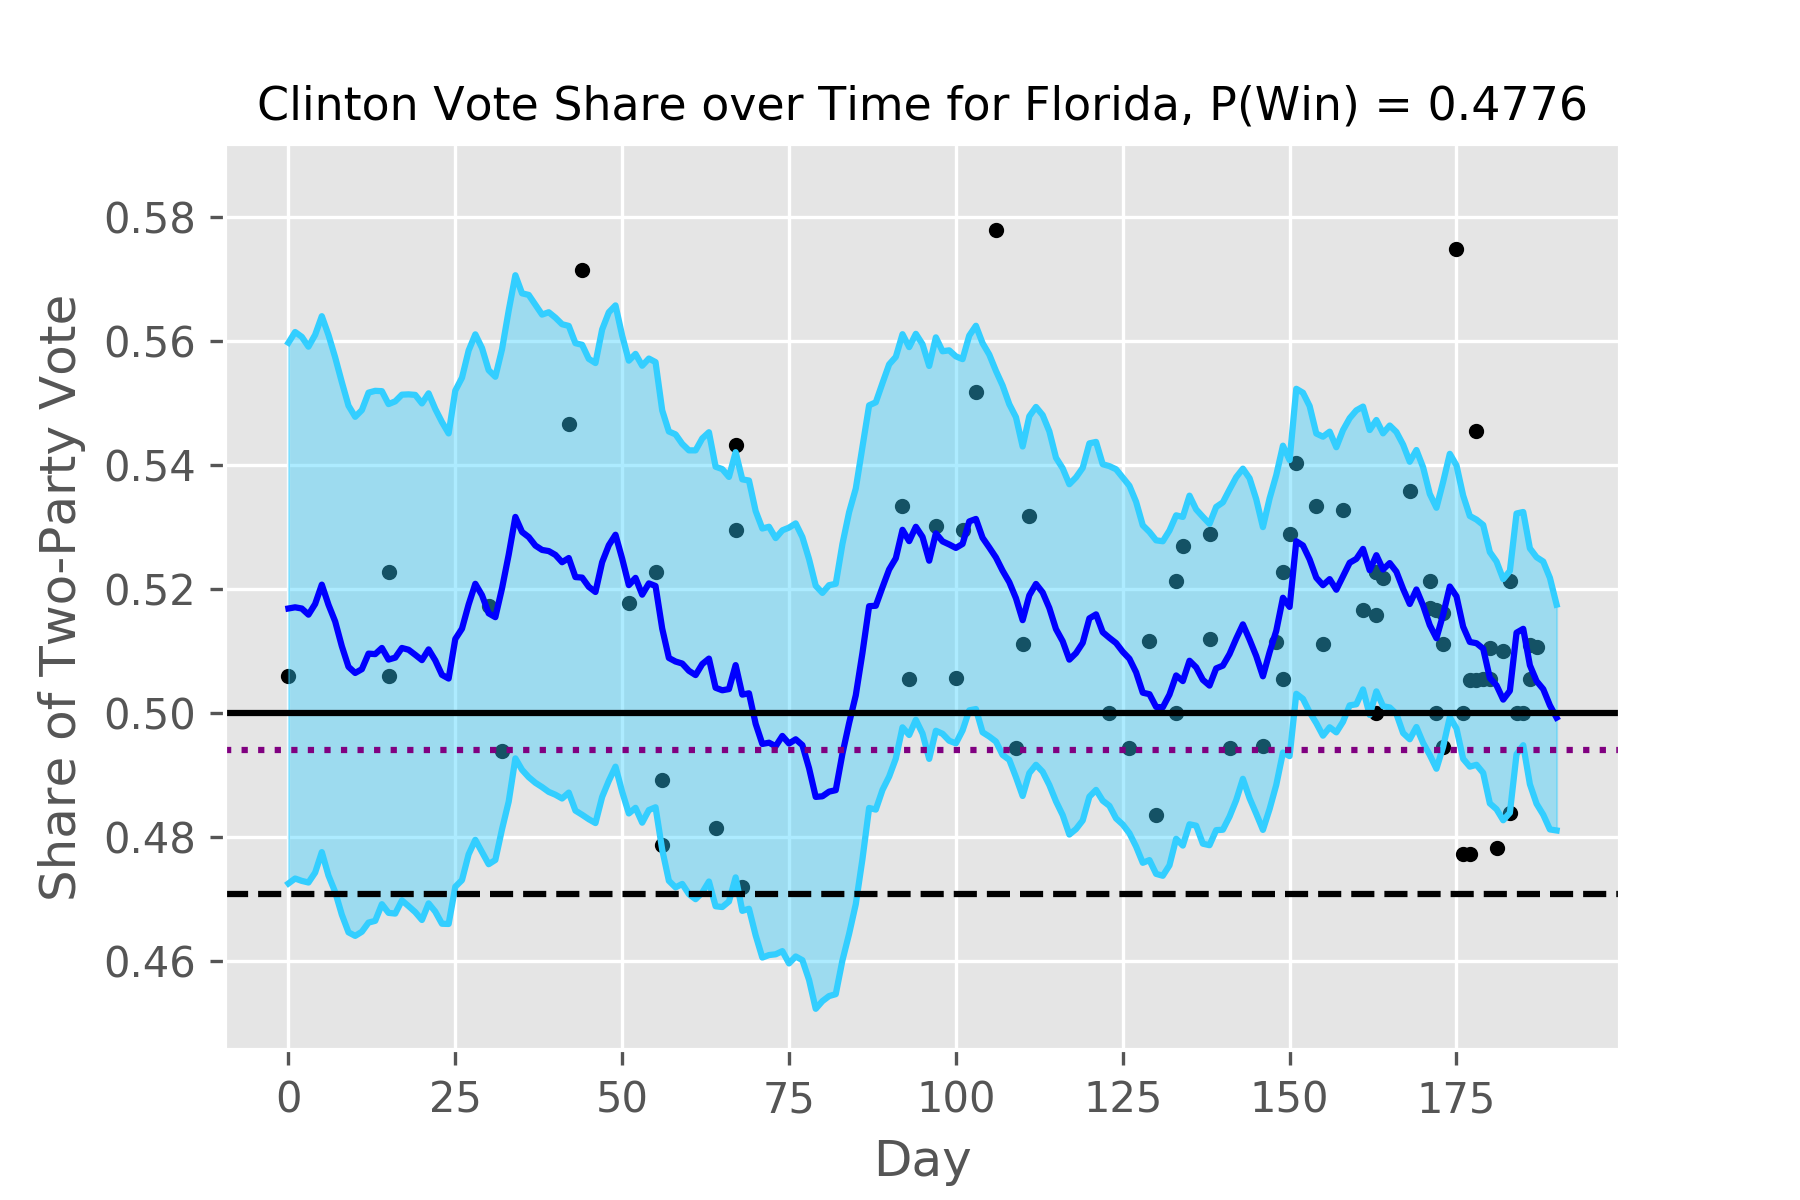 Clinton Vote Share over Time for Florida, P(Win) = 0.4776
Share of Two-Party Vote
0.58
0.56
0.54
0.52
0.50
0.48
0.46
0 25 50 75 100 125 150 175
Day